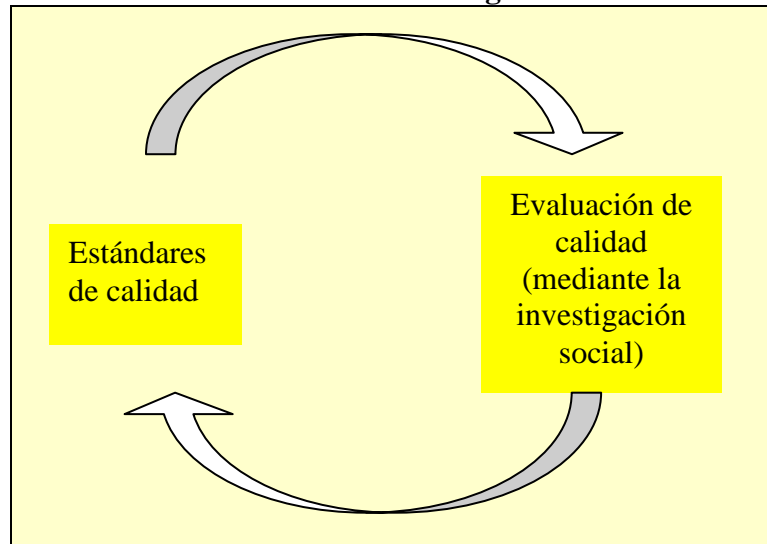 Estándares
de calidad
Evaluación de
calidad
(mediante la
investigación
social)